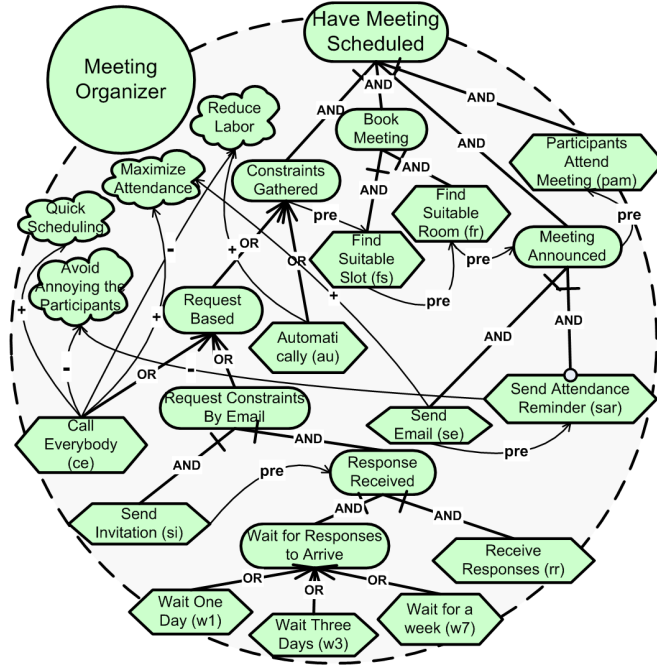 Have Meeting
Scheduled
Meeting
Organizer
AND
AND
AND
Reduce
Labor
Book
Meeting
AND
Participants
Attend
Meeting (pam)
Maximize
Attendance
Constraints
Gathered
AND
AND
Quick
Scheduling
pre
Find
Suitable
Room (fr)
pre
-
+
OR
Find
Suitable
Slot (fs)
pre
Meeting
Announced
Avoid
Annoying the
Participants
OR
+
pre
+
+
Request
Based
Automati
cally (au)
AND
AND
-
OR
OR
-
Request Constraints
By Email
Send
Email (se)
Send Attendance
Reminder (sar)
Call
Everybody
(ce)
AND
pre
AND
pre
Response
Received
Send
Invitation (si)
AND
AND
Wait for Responses
to Arrive
Receive
Responses (rr)
OR
OR
OR
Wait One
Day (w1)
Wait Three
Days (w3)
Wait for a
week (w7)